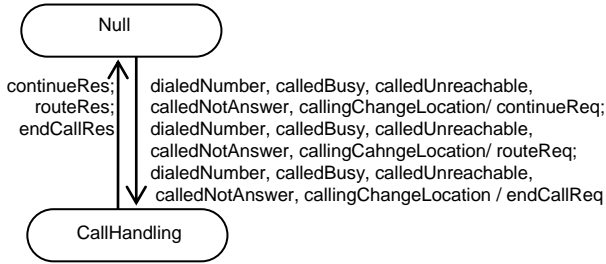 Null
continueRes;
routeRes;
endCallRes
dialedNumber, calledBusy, calledUnreachable,
calledNotAnswer, callingChangeLocation/ continueReq;
dialedNumber, calledBusy, calledUnreachable,
calledNotAnswer, callingCahngeLocation/ routeReq;
dialedNumber, calledBusy, calledUnreachable,
calledNotAnswer, callingChangeLocation / endCallReq
CallHandling